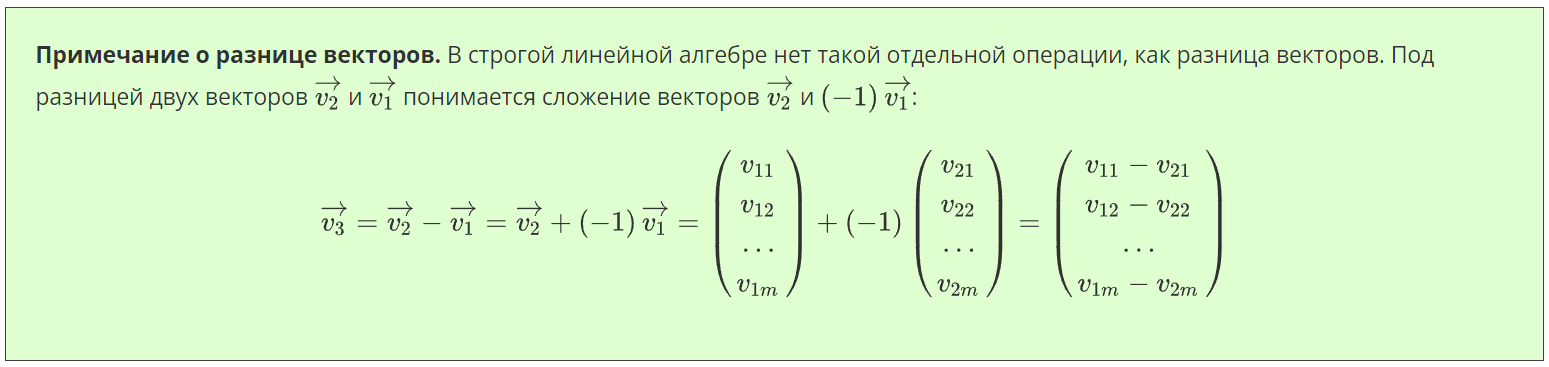 Примечание о разнице векторов. В строгой линейной алгебре нет такой отдельной операции, как разница векторов. Под
разницей двух векторов $\overrightarrow{v_2}$ и $\overrightarrow{v_1}$ понимается сложение векторов $\overrightarrow{v_2}$ и $(-1)\overrightarrow{v_1}$:
$\overrightarrow{v_3} = \overrightarrow{v_2} - \overrightarrow{v_1} = \overrightarrow{v_2} + (-1)\overrightarrow{v_1} = \begin{pmatrix} v_{11} \\ v_{12} \\ \dots \\ v_{1m} \end{pmatrix} + (-1) \begin{pmatrix} v_{21} \\ v_{22} \\ \dots \\ v_{2m} \end{pmatrix} = \begin{pmatrix} v_{11} - v_{21} \\ v_{12} - v_{22} \\ \dots \\ v_{1m} - v_{2m} \end{pmatrix}$